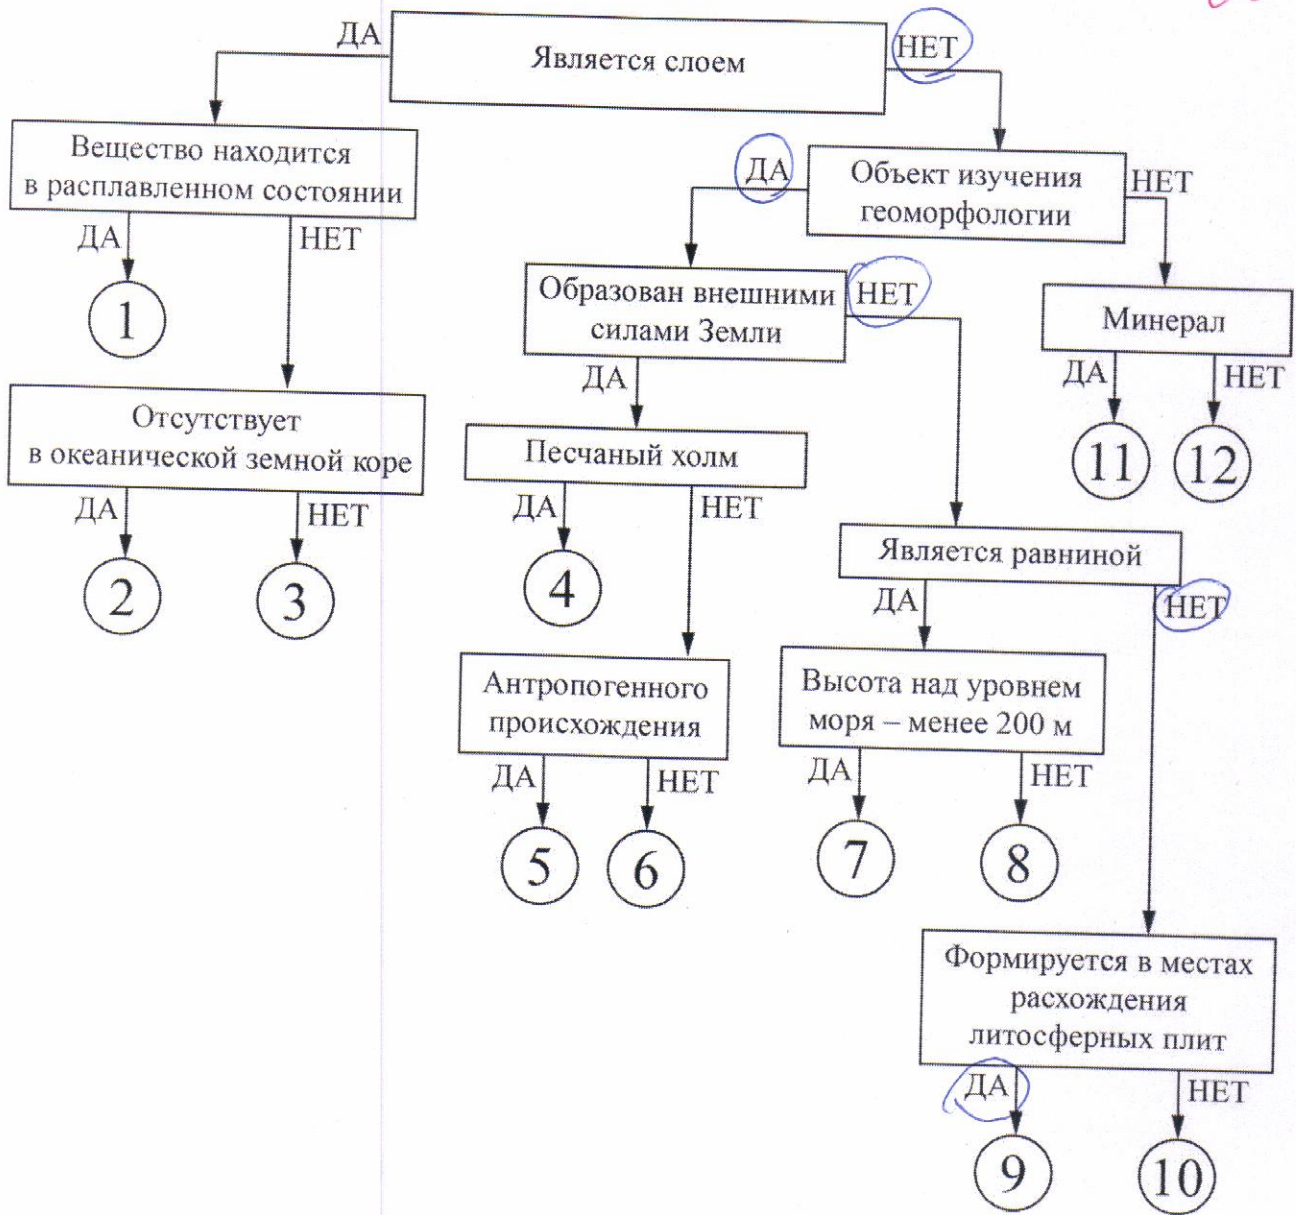 ДА
Является слоем
НЕТ
Вещество находится
в расплавленном состоянии
ДА
Объект изучения
геоморфологии
НЕТ
ДА
НЕТ
1
Образован внешними
силами Земли
НЕТ
Минерал
ДА
НЕТ
ДА
Отсутствует
в океанической земной коре
Песчаный холм
11
12
ДА
НЕТ
ДА
НЕТ
2
3
4
Является равниной
ДА
НЕТ
Антропогенного
происхождения
Высота над уровнем
моря – менее 200 м
ДА
НЕТ
ДА
НЕТ
5
6
7
8
Формируется в местах
расхождения
литосферных плит
ДА
НЕТ
9
10